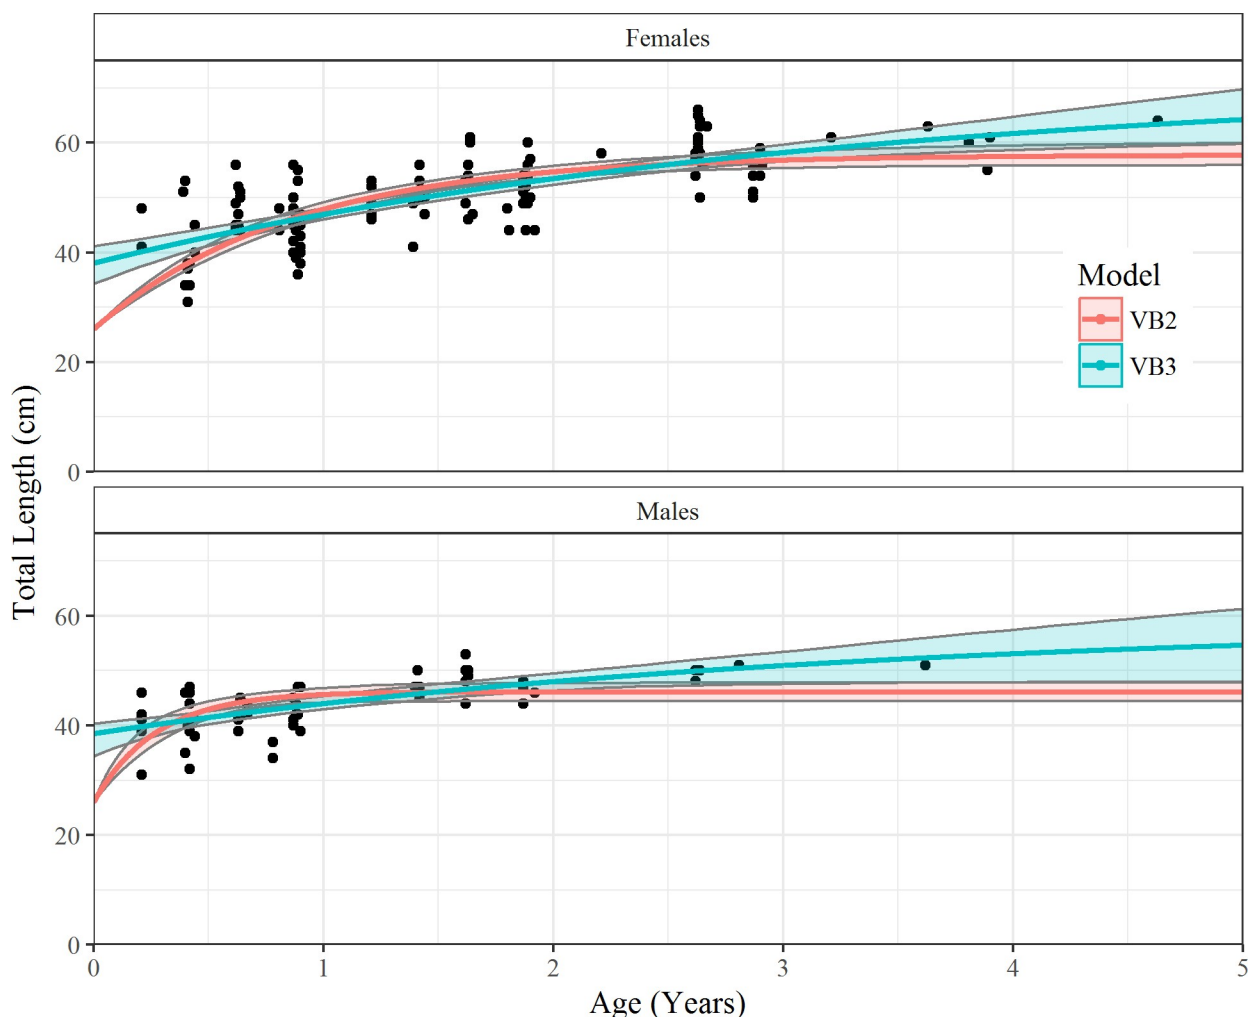 Females
60
40
20
0
Model
VB2
VB3
Total Length (cm)
Males
60
40
20
0
0 1 2 3 4 5
Age (Years)